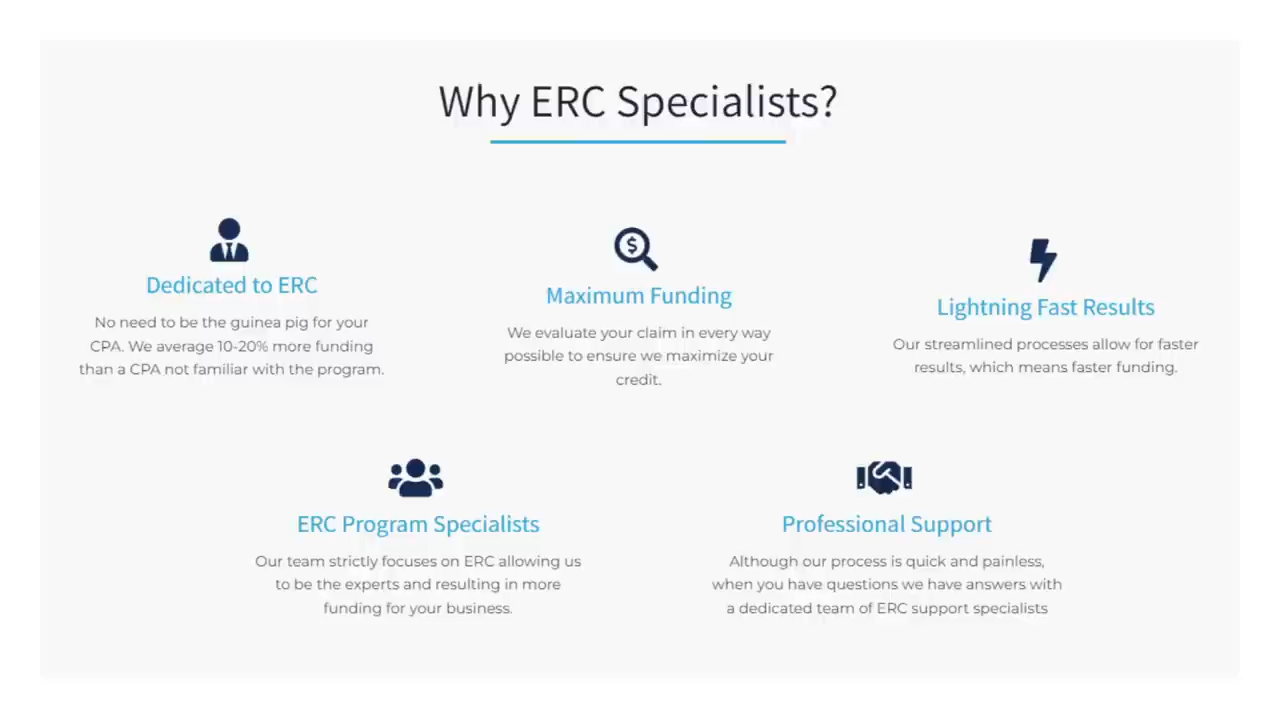 Why ERC Specialists?
Dedicated to ERC
No need to be the guinea pig for your
CPA. We average 10-20% more funding
than a CPA not familiar with the program.
Maximum Funding
We evaluate your claim in every way
possible to ensure we maximize your
credit.
Lightning Fast Results
Our streamlined processes allow for faster
results, which means faster funding.
ERC Program Specialists
Our team strictly focuses on ERC allowing us
to be the experts and resulting in more
funding for your business.
Professional Support
Although our process is quick and painless,
when you have questions we have answers with
a dedicated team of ERC support specialists